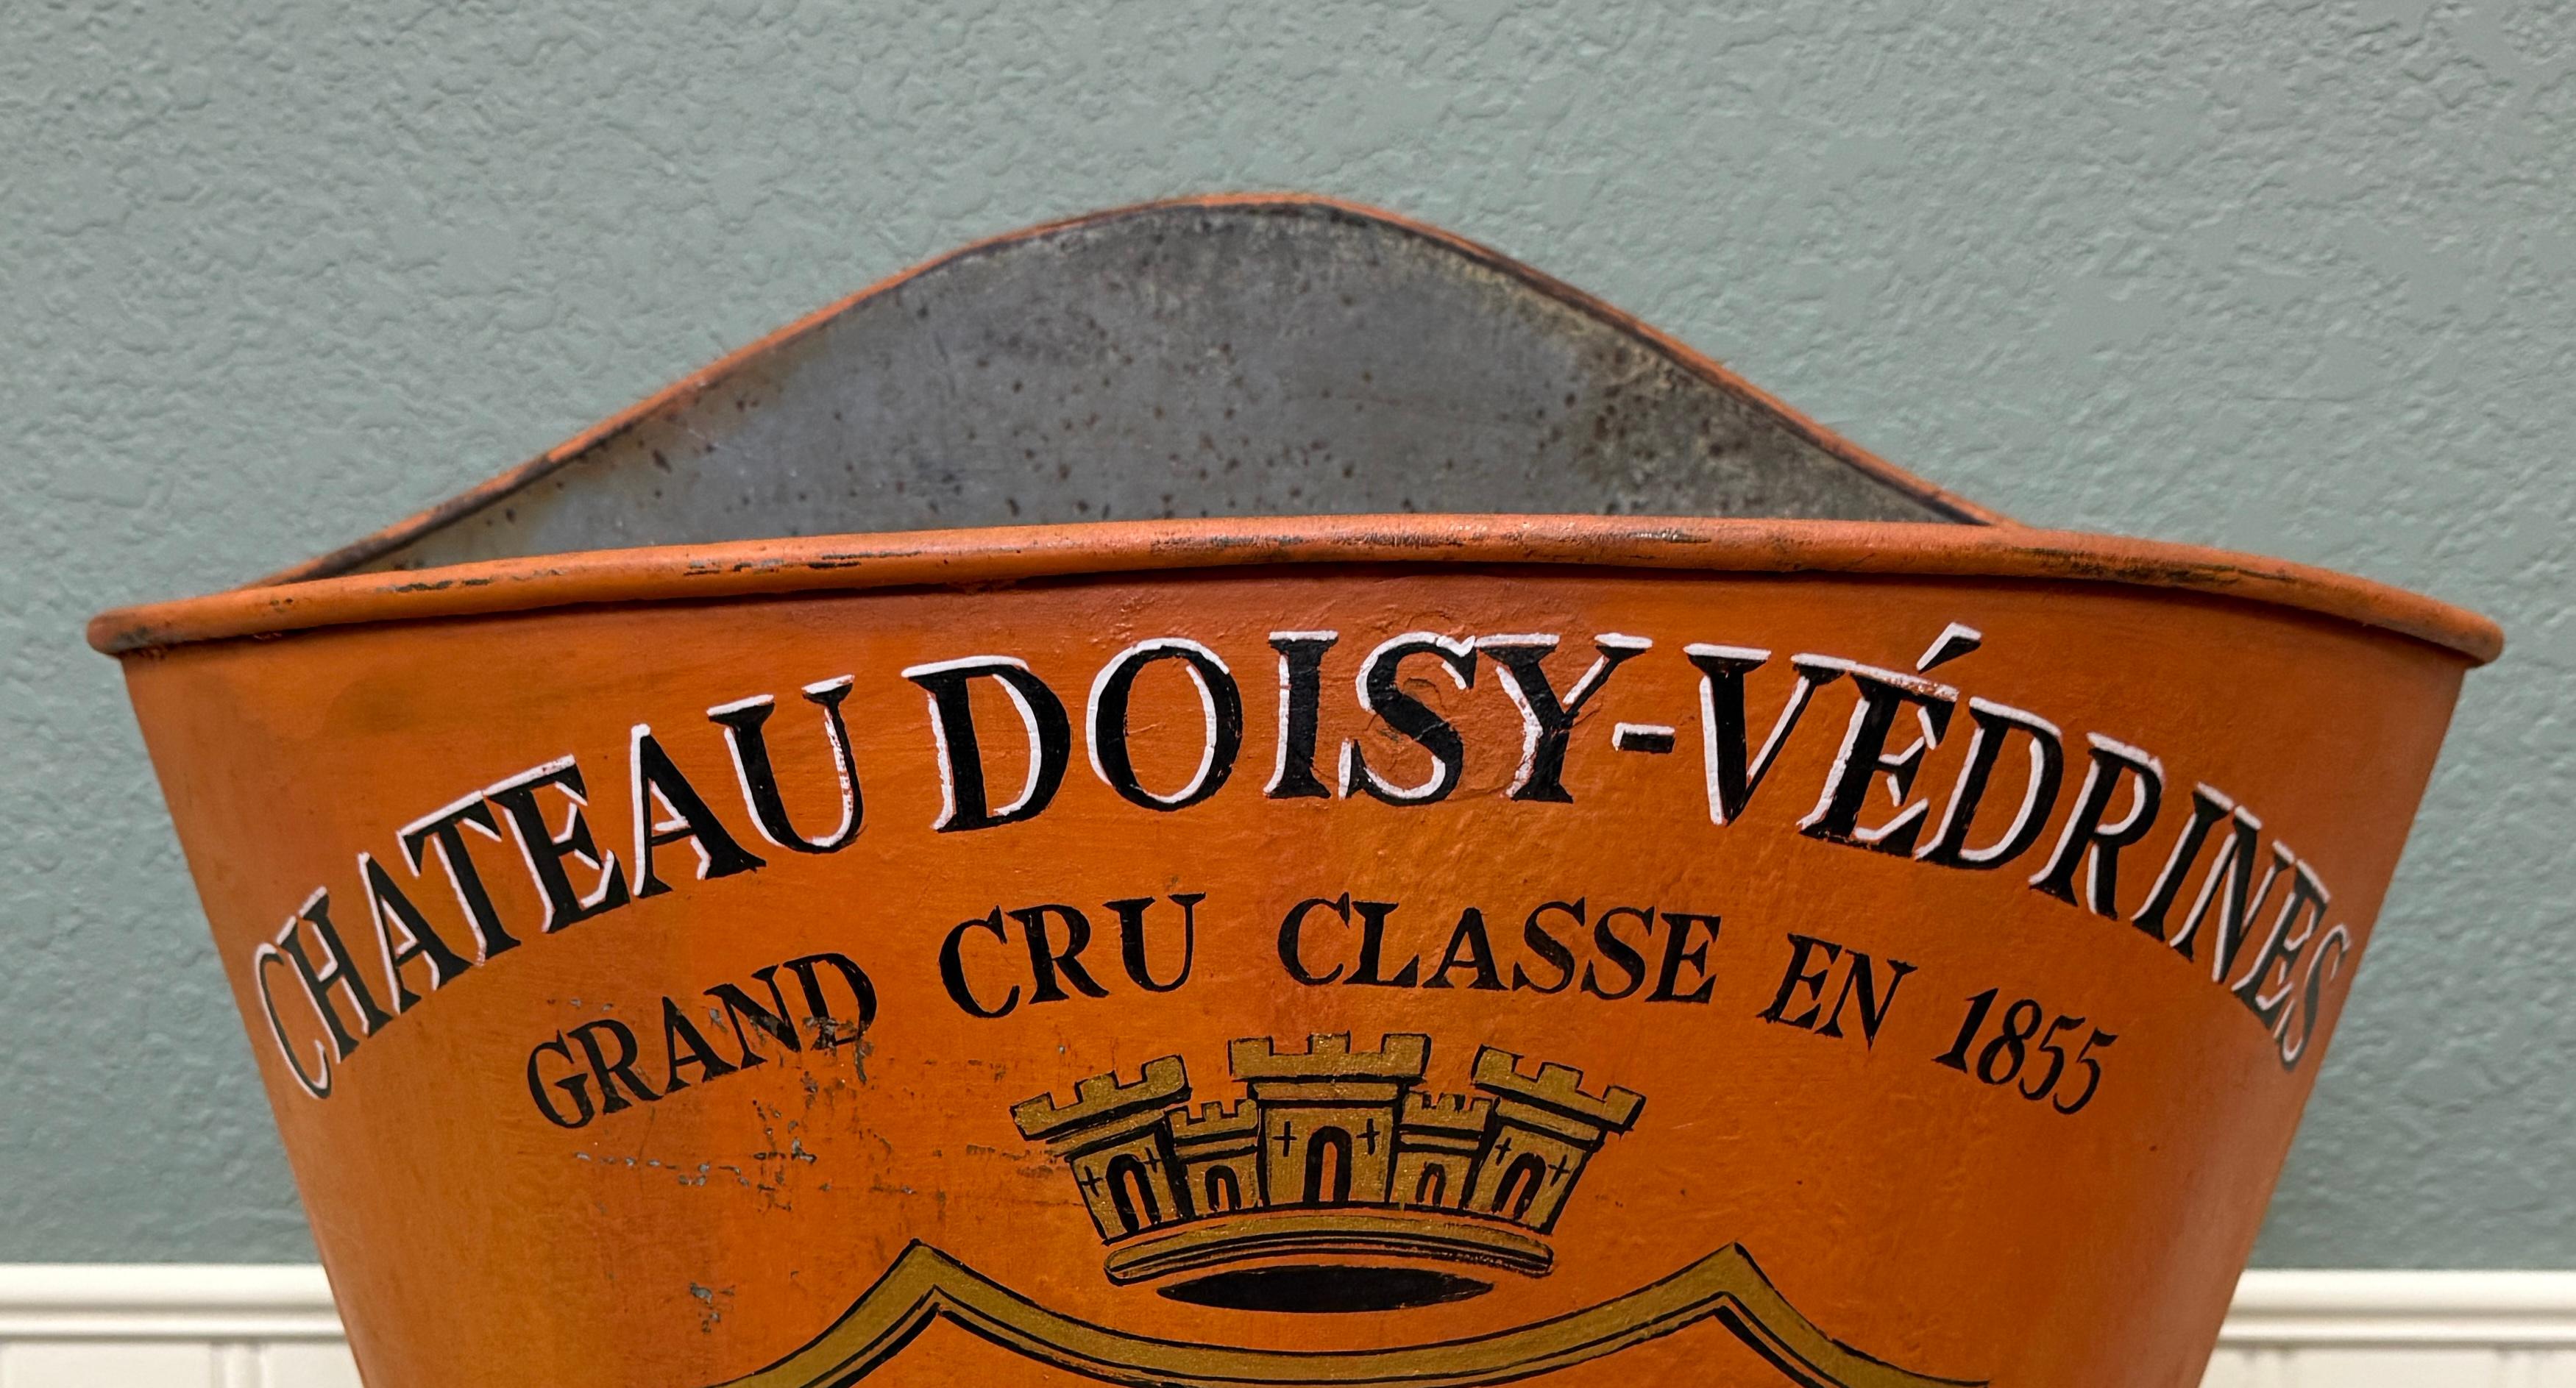 CHATEAU DOISY-VÉDRINES
GRAND CRU CLASSE EN 1855